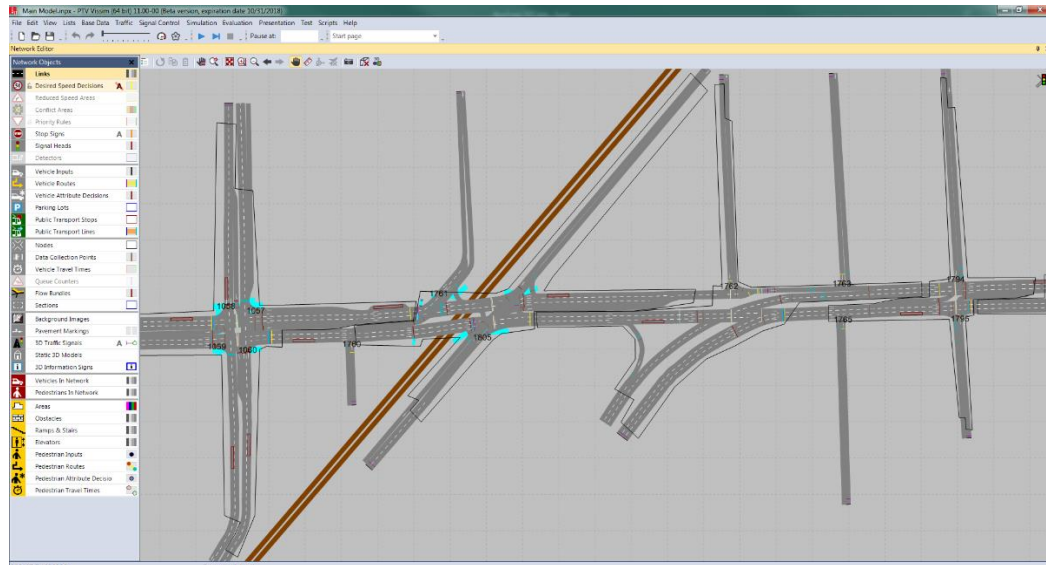 Main Model.inpx - PTV Vissim (64 bit) 11.00-00 (Beta version, expiration date 10/31/2018)
File Edit View Lists Base Data Traffic Signal Control Simulation Evaluation Presentation Test Scripts Help
Pause at: Start page
Network Editor
Network Objects
Links
Desired Speed Decisions
Reduced Speed Areas
Conflict Areas
Priority Rules
Stop Signs A
Signal Heads
Detectors
Vehicle Inputs
Vehicle Routes
Vehicle Attribute Decisions
P Parking Lots
Public Transport Stops
Public Transport Lines
Nodes
Data Collection Points
Vehicle Travel Times
Queue Counters
Flow Bundles
Sections
Background Images
Pavement Markings
3D Traffic Signals A
Static 3D Models
3D Information Signs
Vehicles In Network
Pedestrians In Network
Areas
Obstacles
Ramps & Stairs
Elevators
Pedestrian Inputs
Pedestrian Routes
Pedestrian Attribute Decisio
Pedestrian Travel Times
1058
1057
1059
1060
1760
1761
1805
1762
1763
1765
1794
1795